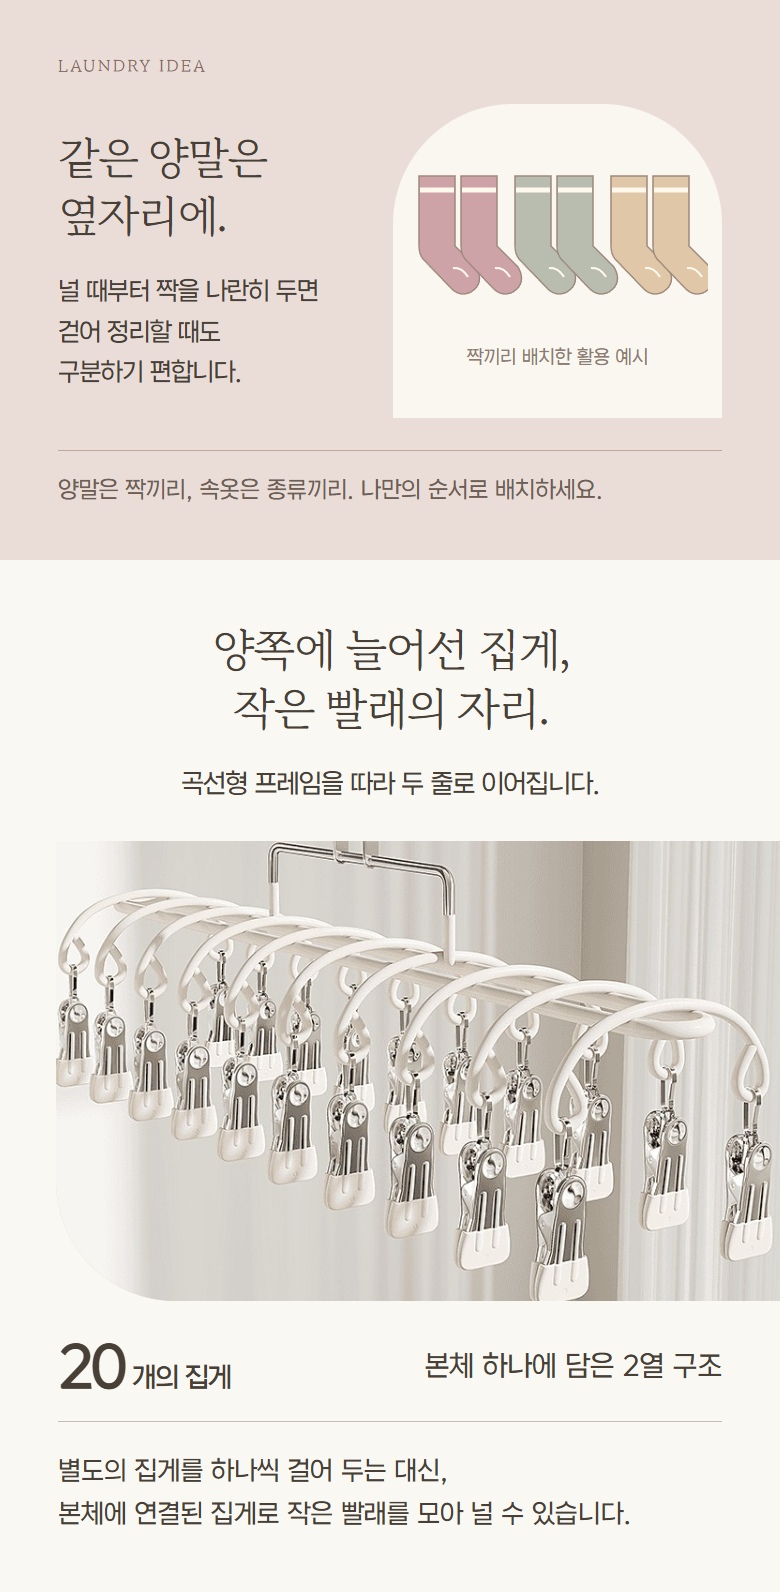 LAUNDRY IDEA
같은 양말은
옆자리에.
널 때부터 짝을 나란히 두면
걷어 정리할 때도
구분하기 편합니다.
짝끼리 배치한 활용 예시
양말은 짝끼리, 속옷은 종류끼리. 나만의 순서로 배치하세요.
양쪽에 늘어선 집게,
작은 빨래의 자리.
곡선형 프레임을 따라 두 줄로 이어집니다.
20 개의 집게
본체 하나에 담은 2열 구조
별도의 집게를 하나씩 걸어 두는 대신,
본체에 연결된 집게로 작은 빨래를 모아 널 수 있습니다.